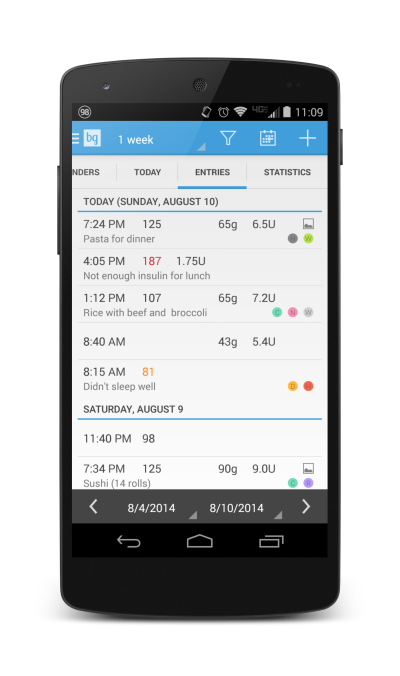 98 4G 11:09
bg 1 week
NDERS TODAY ENTRIES STATISTICS
TODAY (SUNDAY, AUGUST 10)
7:24 PM 125 65g 6.5U
Pasta for dinner W
4:05 PM 187 1.75U
Not enough insulin for lunch
1:12 PM 107 65g 7.2U
Rice with beef and broccoli C N W
8:40 AM 43g 5.4U
8:15 AM 81
Didn't sleep well D H
SATURDAY, AUGUST 9
11:40 PM 98
7:34 PM 125 90g 9.0U
Sushi (14 rolls) C R
8/4/2014 8/10/2014